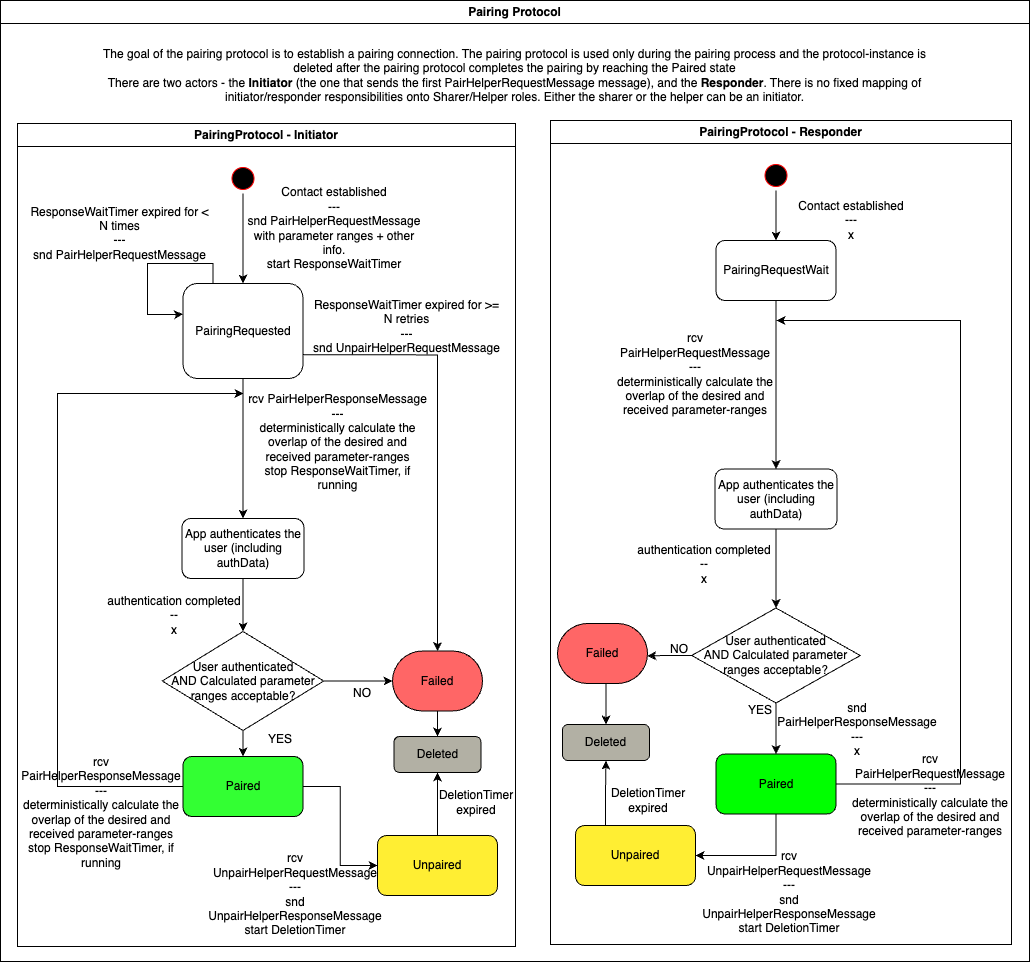 Pairing Protocol
The goal of the pairing protocol is to establish a pairing connection. The pairing protocol is used only during the pairing process and the protocol-instance is
deleted after the pairing protocol completes the pairing by reaching the Paired state
There are two actors - the Initiator (the one that sends the first PairHelperRequestMessage message), and the Responder. There is no fixed mapping of
initiator/responder responsibilities onto Sharer/Helper roles. Either the sharer or the helper can be an initiator.
PairingProtocol - Initiator
Contact established
---
snd PairHelperRequestMessage
with parameter ranges + other
info.
start ResponseWaitTimer
ResponseWaitTimer expired for <
N times
---
snd PairHelperRequestMessage
PairingRequested
ResponseWaitTimer expired for >=
N retries
---
snd UnpairHelperRequestMessage
rcv PairHelperResponseMessage
---
deterministically calculate the
overlap of the desired and
received parameter-ranges
stop ResponseWaitTimer, if
running
App authenticates the
user (including
authData)
authentication completed
--
x
User authenticated
AND Calculated parameter
ranges acceptable?
NO
Failed
YES
Deleted
rcv
PairHelperResponseMessage
---
deterministically calculate the
overlap of the desired and
received parameter-ranges
stop ResponseWaitTimer, if
running
Paired
DeletionTimer
expired
Unpaired
rcv
UnpairHelperRequestMessage
---
snd
UnpairHelperResponseMessage
start DeletionTimer
PairingProtocol - Responder
Contact established
---
x
PairingRequestWait
rcv
PairHelperRequestMessage
---
deterministically calculate the
overlap of the desired and
received parameter-ranges
App authenticates the
user (including
authData)
authentication completed
--
x
User authenticated
AND Calculated parameter
ranges acceptable?
NO
Failed
YES
snd
PairHelperResponseMessage
---
x
Deleted
Paired
rcv
PairHelperRequestMessage
---
deterministically calculate the
overlap of the desired and
received parameter-ranges
DeletionTimer
expired
Unpaired
rcv
UnpairHelperRequestMessage
---
snd
UnpairHelperResponseMessage
start DeletionTimer